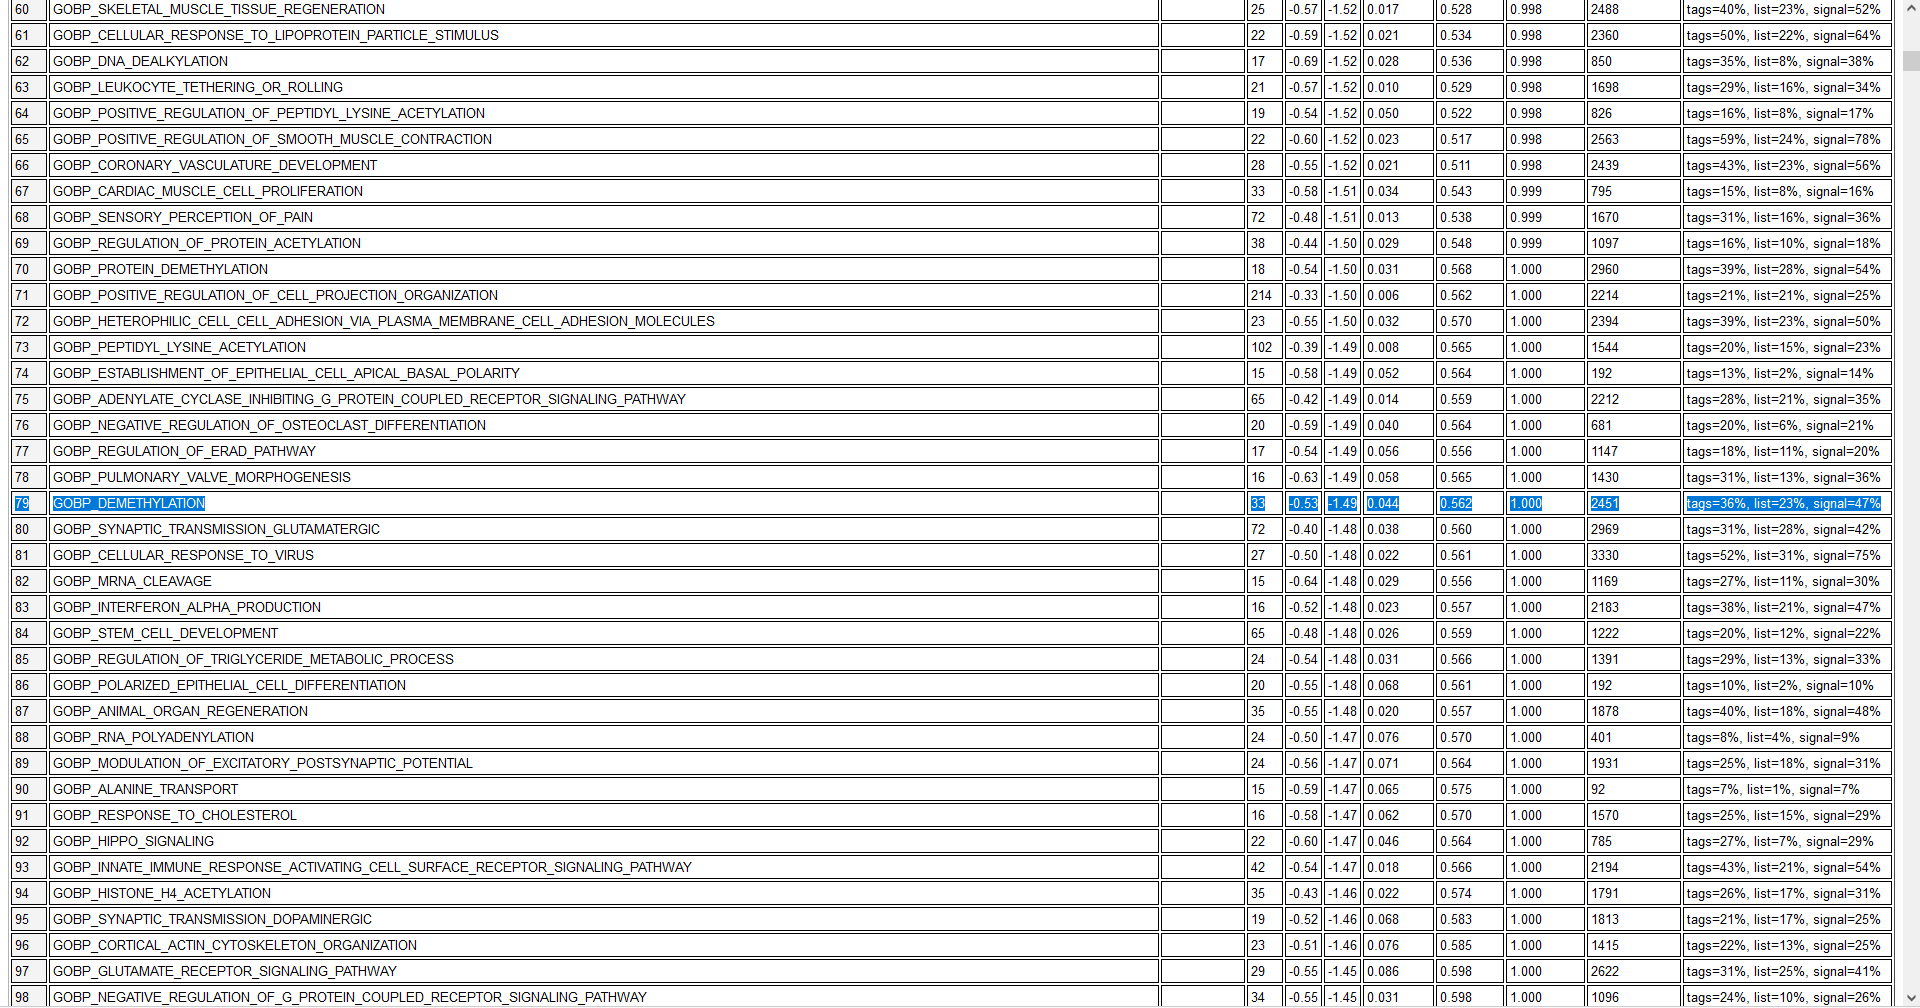 60 GOBP_SKELETAL_MUSCLE_TISSUE_REGENERATION 25 -0.57 -1.52 0.017 0.528 0.998 2488 tags=40%, list=23%, signal=52%
61 GOBP_CELLULAR_RESPONSE_TO_LIPOPROTEIN_PARTICLE_STIMULUS 22 -0.59 -1.52 0.021 0.534 0.998 2360 tags=50%, list=22%, signal=64%
62 GOBP_DNA_DEALKYLATION 17 -0.69 -1.52 0.028 0.536 0.998 850 tags=35%, list=8%, signal=38%
63 GOBP_LEUKOCYTE_TETHERING_OR_ROLLING 21 -0.57 -1.52 0.010 0.529 0.998 1698 tags=29%, list=16%, signal=34%
64 GOBP_POSITIVE_REGULATION_OF_PEPTIDYL_LYSINE_ACETYLATION 19 -0.54 -1.52 0.050 0.522 0.998 826 tags=16%, list=8%, signal=17%
65 GOBP_POSITIVE_REGULATION_OF_SMOOTH_MUSCLE_CONTRACTION 22 -0.60 -1.52 0.023 0.517 0.998 2563 tags=59%, list=24%, signal=78%
66 GOBP_CORONARY_VASCULATURE_DEVELOPMENT 28 -0.55 -1.52 0.021 0.511 0.998 2439 tags=43%, list=23%, signal=56%
67 GOBP_CARDIAC_MUSCLE_CELL_PROLIFERATION 33 -0.58 -1.51 0.034 0.543 0.999 795 tags=15%, list=8%, signal=16%
68 GOBP_SENSORY_PERCEPTION_OF_PAIN 72 -0.48 -1.51 0.013 0.538 0.999 1670 tags=31%, list=16%, signal=36%
69 GOBP_REGULATION_OF_PROTEIN_ACETYLATION 38 -0.44 -1.50 0.029 0.548 0.999 1097 tags=16%, list=10%, signal=18%
70 GOBP_PROTEIN_DEMETHYLATION 18 -0.54 -1.50 0.031 0.568 1.000 2960 tags=39%, list=28%, signal=54%
71 GOBP_POSITIVE_REGULATION_OF_CELL_PROJECTION_ORGANIZATION 214 -0.33 -1.50 0.006 0.562 1.000 2214 tags=21%, list=21%, signal=25%
72 GOBP_HETEROPHILIC_CELL_CELL_ADHESION_VIA_PLASMA_MEMBRANE_CELL_ADHESION_MOLECULES 23 -0.55 -1.50 0.032 0.570 1.000 2394 tags=39%, list=23%, signal=50%
73 GOBP_PEPTIDYL_LYSINE_ACETYLATION 102 -0.39 -1.49 0.008 0.565 1.000 1544 tags=20%, list=15%, signal=23%
74 GOBP_ESTABLISHMENT_OF_EPITHELIAL_CELL_APICAL_BASAL_POLARITY 15 -0.58 -1.49 0.052 0.564 1.000 192 tags=13%, list=2%, signal=14%
75 GOBP_ADENYLATE_CYCLASE_INHIBITING_G_PROTEIN_COUPLED_RECEPTOR_SIGNALING_PATHWAY 65 -0.42 -1.49 0.014 0.559 1.000 2212 tags=28%, list=21%, signal=35%
76 GOBP_NEGATIVE_REGULATION_OF_OSTEOCLAST_DIFFERENTIATION 20 -0.59 -1.49 0.040 0.564 1.000 681 tags=20%, list=6%, signal=21%
77 GOBP_REGULATION_OF_ERAD_PATHWAY 17 -0.54 -1.49 0.056 0.556 1.000 1147 tags=18%, list=11%, signal=20%
78 GOBP_PULMONARY_VALVE_MORPHOGENESIS 16 -0.63 -1.49 0.058 0.565 1.000 1430 tags=31%, list=13%, signal=36%
79 GOBP_DEMETHYLATION 33 -0.53 -1.49 0.044 0.562 1.000 2451 tags=36%, list=23%, signal=47%
80 GOBP_SYNAPTIC_TRANSMISSION_GLUTAMATERGIC 72 -0.40 -1.48 0.038 0.560 1.000 2969 tags=31%, list=28%, signal=42%
81 GOBP_CELLULAR_RESPONSE_TO_VIRUS 27 -0.50 -1.48 0.022 0.561 1.000 3330 tags=52%, list=31%, signal=75%
82 GOBP_MRNA_CLEAVAGE 15 -0.64 -1.48 0.029 0.556 1.000 1169 tags=27%, list=11%, signal=30%
83 GOBP_INTERFERON_ALPHA_PRODUCTION 16 -0.52 -1.48 0.023 0.557 1.000 2183 tags=38%, list=21%, signal=47%
84 GOBP_STEM_CELL_DEVELOPMENT 65 -0.48 -1.48 0.026 0.559 1.000 1222 tags=20%, list=12%, signal=22%
85 GOBP_REGULATION_OF_TRIGLYCERIDE_METABOLIC_PROCESS 24 -0.54 -1.48 0.031 0.566 1.000 1391 tags=29%, list=13%, signal=33%
86 GOBP_POLARIZED_EPITHELIAL_CELL_DIFFERENTIATION 20 -0.55 -1.48 0.068 0.561 1.000 192 tags=10%, list=2%, signal=10%
87 GOBP_ANIMAL_ORGAN_REGENERATION 35 -0.55 -1.48 0.020 0.557 1.000 1878 tags=40%, list=18%, signal=48%
88 GOBP_RNA_POLYADENYLATION 24 -0.50 -1.47 0.076 0.570 1.000 401 tags=8%, list=4%, signal=9%
89 GOBP_MODULATION_OF_EXCITATORY_POSTSYNAPTIC_POTENTIAL 24 -0.56 -1.47 0.071 0.564 1.000 1931 tags=25%, list=18%, signal=31%
90 GOBP_ALANINE_TRANSPORT 15 -0.59 -1.47 0.065 0.575 1.000 92 tags=7%, list=1%, signal=7%
91 GOBP_RESPONSE_TO_CHOLESTEROL 16 -0.58 -1.47 0.062 0.570 1.000 1570 tags=25%, list=15%, signal=29%
92 GOBP_HIPPO_SIGNALING 22 -0.60 -1.47 0.046 0.564 1.000 785 tags=27%, list=7%, signal=29%
93 GOBP_INNATE_IMMUNE_RESPONSE_ACTIVATING_CELL_SURFACE_RECEPTOR_SIGNALING_PATHWAY 42 -0.54 -1.47 0.018 0.566 1.000 2194 tags=43%, list=21%, signal=54%
94 GOBP_HISTONE_H4_ACETYLATION 35 -0.43 -1.46 0.022 0.574 1.000 1791 tags=26%, list=17%, signal=31%
95 GOBP_SYNAPTIC_TRANSMISSION_DOPAMINERGIC 19 -0.52 -1.46 0.068 0.583 1.000 1813 tags=21%, list=17%, signal=25%
96 GOBP_CORTICAL_ACTIN_CYTOSKELETON_ORGANIZATION 23 -0.51 -1.46 0.076 0.585 1.000 1415 tags=22%, list=13%, signal=25%
97 GOBP_GLUTAMATE_RECEPTOR_SIGNALING_PATHWAY 29 -0.55 -1.45 0.086 0.598 1.000 2622 tags=31%, list=25%, signal=41%
98 GOBP_NEGATIVE_REGULATION_OF_G_PROTEIN_COUPLED_RECEPTOR_SIGNALING_PATHWAY 34 -0.55 -1.45 0.031 0.598 1.000 1096 tags=24%, list=10%, signal=26%